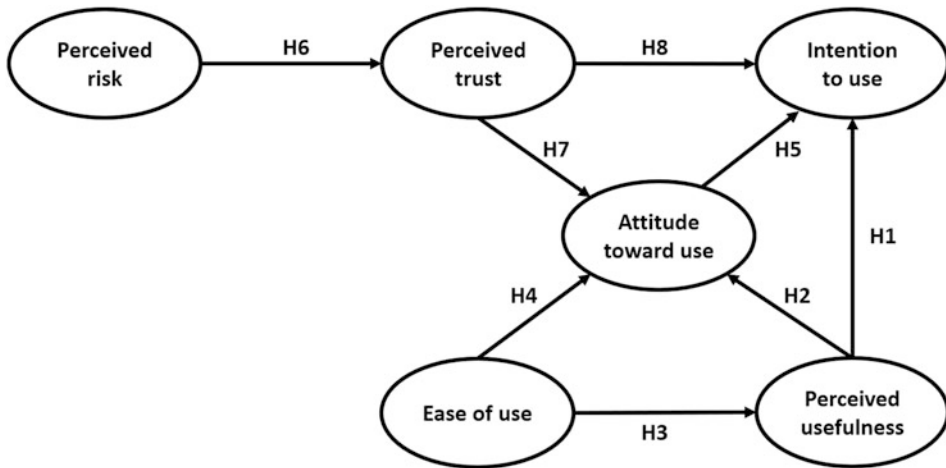 Perceived
risk
H6
Perceived
trust
H8
Intention
to use
H7
H5
Attitude
toward use
H1
H4
H2
Ease of use
H3
Perceived
usefulness